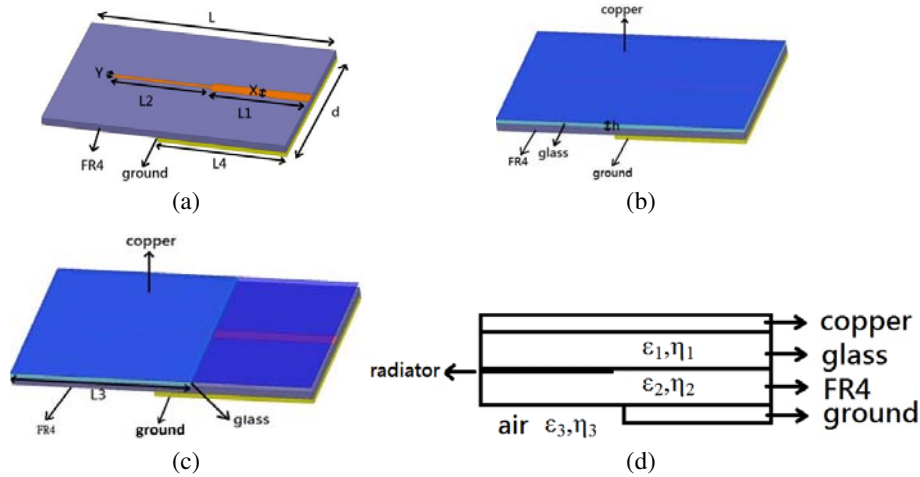 L
Y
X
L2
L1
d
L4
FR4
ground
(a)
copper
h
FR4
glass
ground
(b)
copper
L3
FR4
ground
glass
(c)
copper
ε1,η1
glass
radiator
ε2,η2
FR4
ground
air ε3,η3
(d)